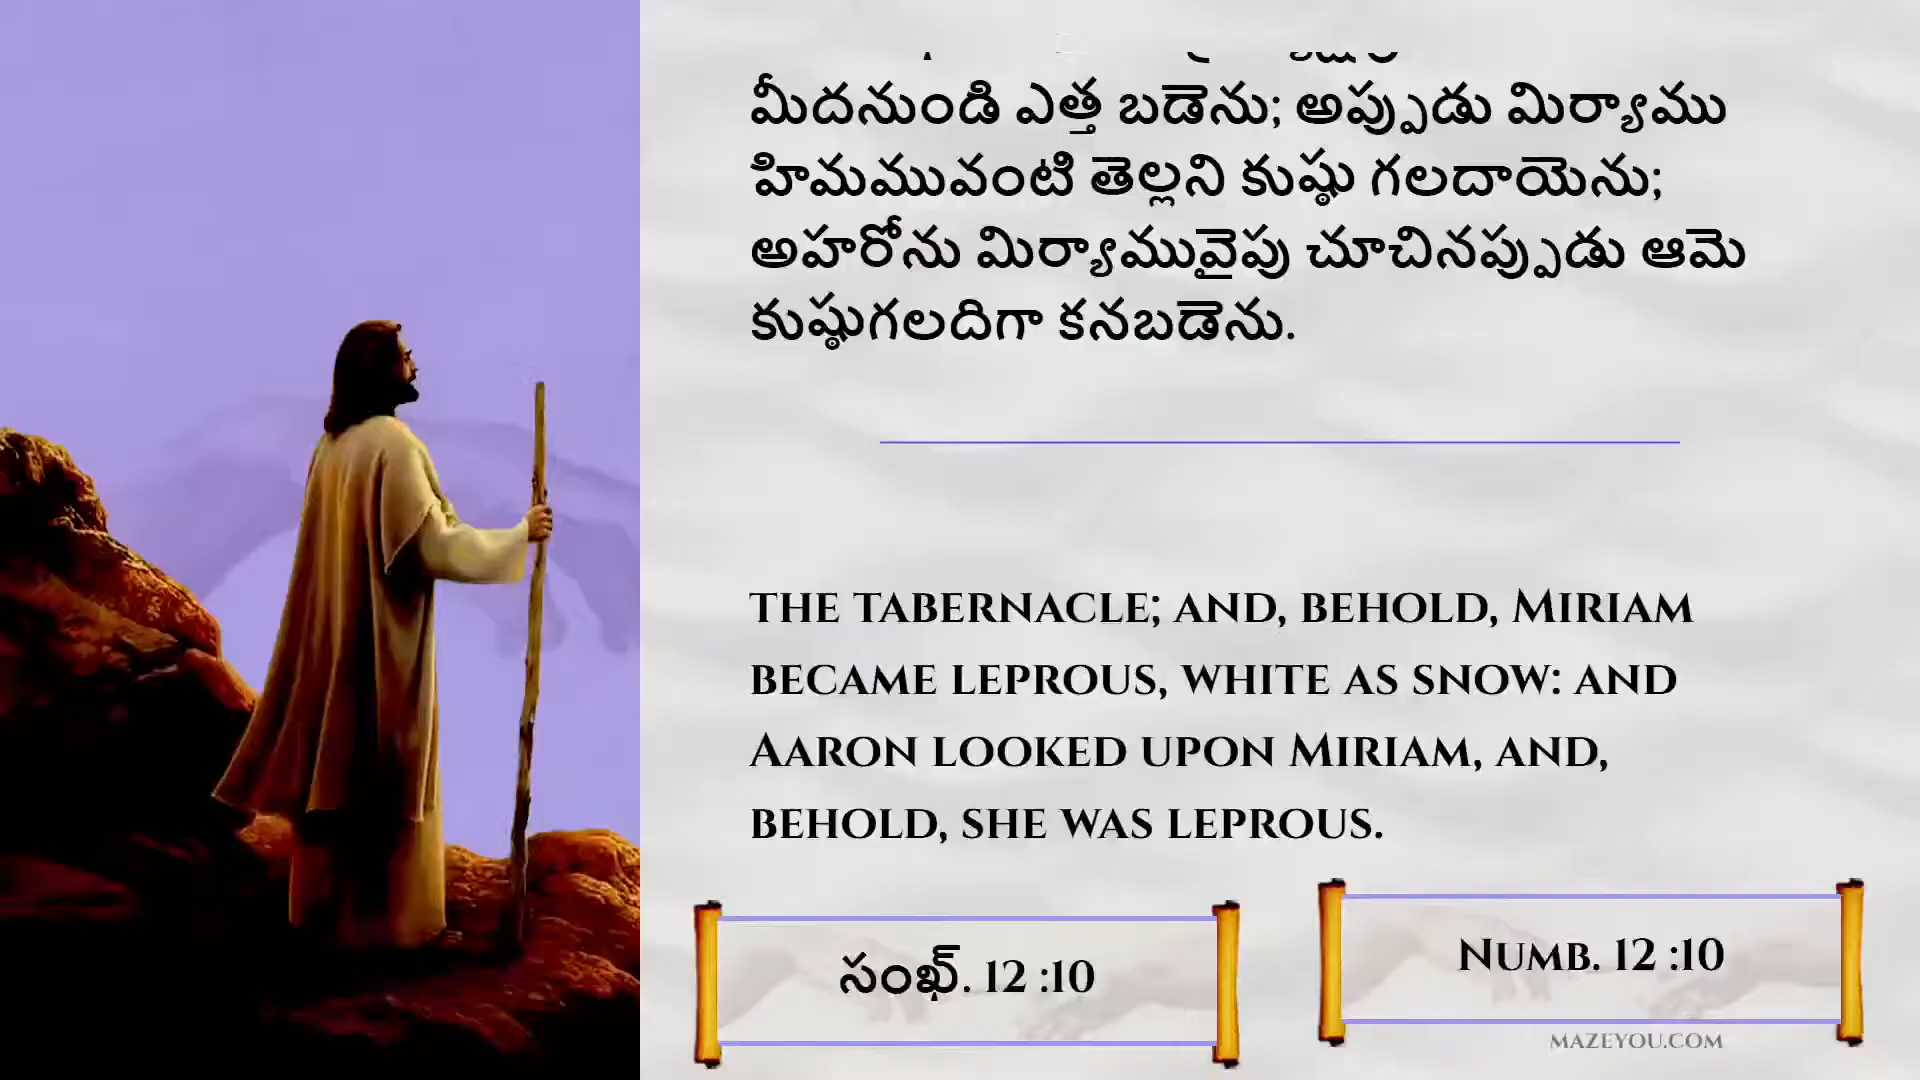 మీదనుండి ఎత్త బడెను; అప్పుడు మిర్యాము
హిమమువంటి తెల్లని కుష్ఠు గలదాయెను;
అహరోను మిర్యామువైపు చూచినప్పుడు ఆమె
కుష్ఠుగలదిగా కనబడెను.
THE TABERNACLE; AND, BEHOLD, MIRIAM
BECAME LEPROUS, WHITE AS SNOW: AND
AARON LOOKED UPON MIRIAM, AND,
BEHOLD, SHE WAS LEPROUS.
సంఖ్. 12 :10
NUMB. 12 :10
MAZEYOU.COM